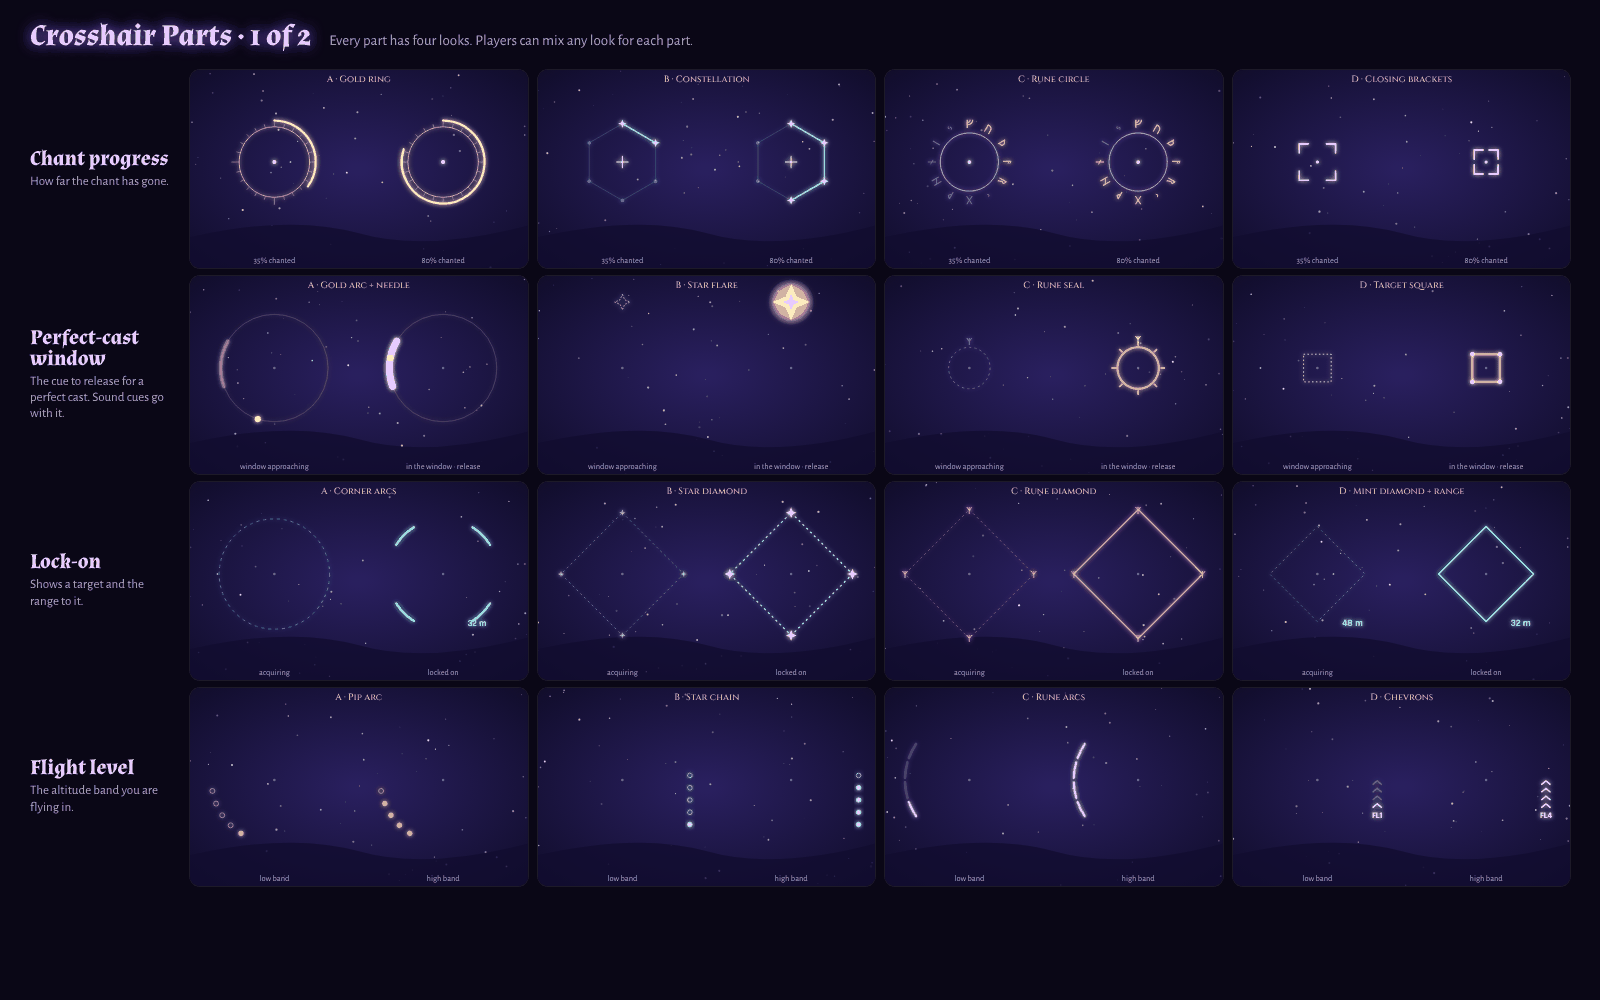 Crosshair Parts · 1 of 2
Every part has four looks. Players can mix any look for each part.
Chant progress
How far the chant has gone.
A · Gold ring
35% chanted
80% chanted
B · Constellation
35% chanted
80% chanted
C · Rune circle
35% chanted
80% chanted
D · Closing brackets
35% chanted
80% chanted
Perfect-cast
window
The cue to release for a
perfect cast. Sound cues go
with it.
A · Gold arc + needle
window approaching
in the window · release
B · Star flare
window approaching
in the window · release
C · Rune seal
window approaching
in the window · release
D · Target square
window approaching
in the window · release
Lock-on
Shows a target and the
range to it.
A · Corner arcs
32 m
acquiring
locked on
B · Star diamond
acquiring
locked on
C · Rune diamond
acquiring
locked on
D · Mint diamond + range
48 m
32 m
acquiring
locked on
Flight level
The altitude band you are
flying in.
A · Pip arc
low band
high band
B · Star chain
low band
high band
C · Rune arcs
low band
high band
D · Chevrons
FL1
FL4
low band
high band